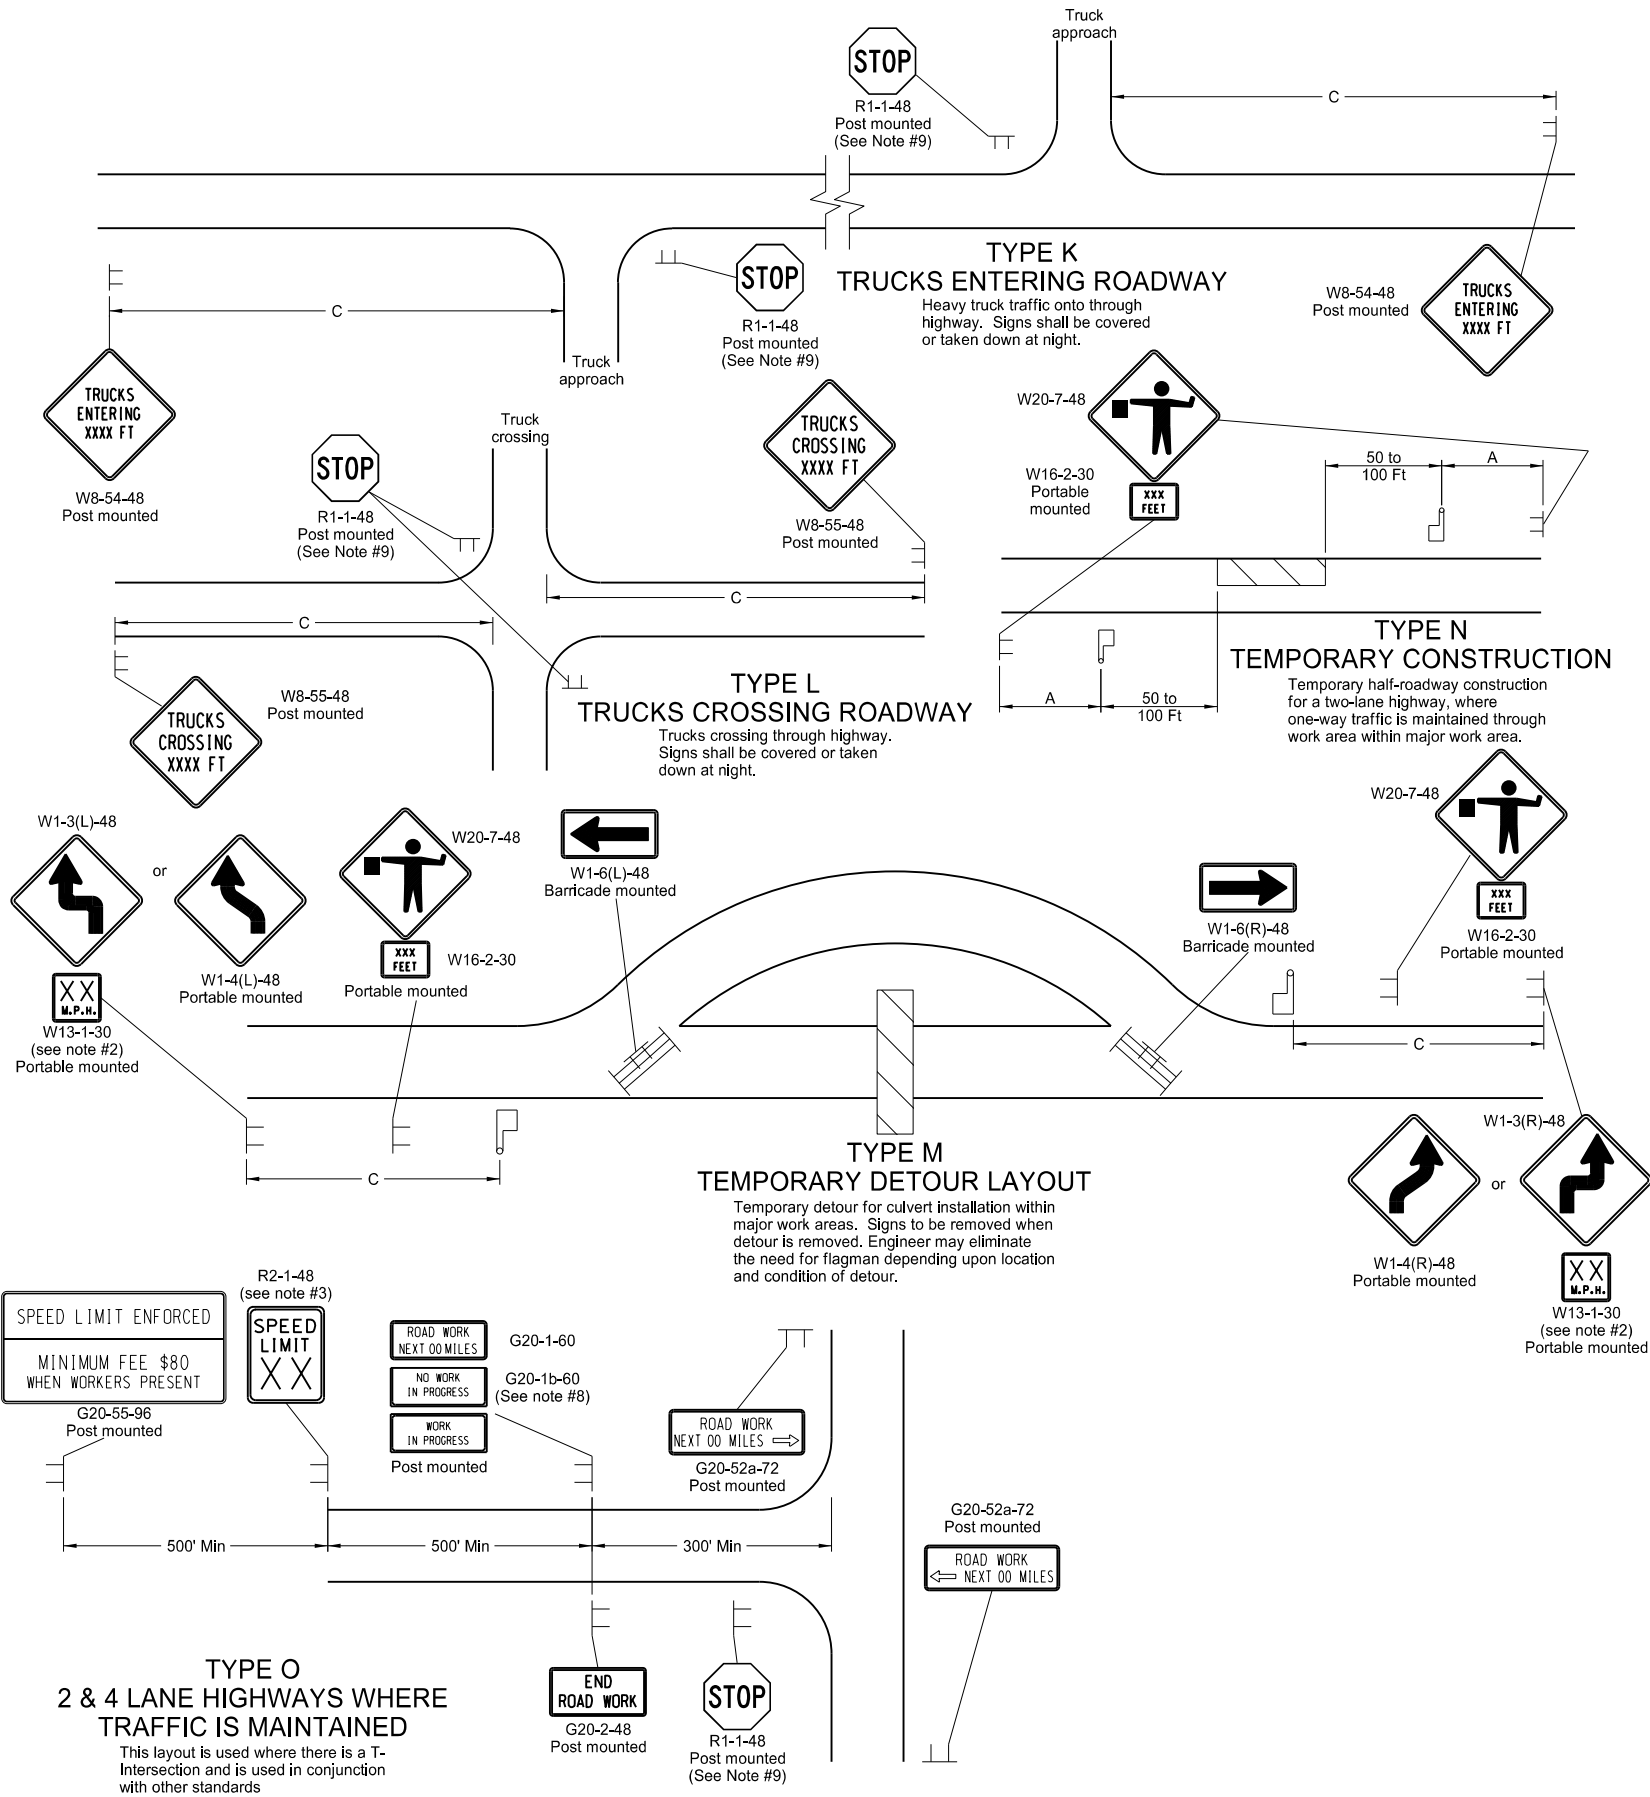 Truck
approach
STOP
R1-1-48
Post mounted
(See Note #9)
C
TYPE K
TRUCKS ENTERING ROADWAY
Heavy truck traffic onto through
highway. Signs shall be covered
or taken down at night.
STOP
R1-1-48
Post mounted
(See Note #9)
W8-54-48
Post mounted
TRUCKS
ENTERING
XXXX FT
C
Truck
approach
TRUCKS
ENTERING
XXXX FT
W8-54-48
Post mounted
Truck
crossing
STOP
R1-1-48
Post mounted
(See Note #9)
TRUCKS
CROSSING
XXXX FT
W8-55-48
Post mounted
C
C
W8-55-48
Post mounted
TRUCKS
CROSSING
XXXX FT
TYPE L
TRUCKS CROSSING ROADWAY
Trucks crossing through highway.
Signs shall be covered or taken
down at night.
W20-7-48
W16-2-30
Portable
mounted
XXX
FEET
50 to
100 Ft
A
A
50 to
100 Ft
TYPE N
TEMPORARY CONSTRUCTION
Temporary half-roadway construction
for a two-lane highway, where
one-way traffic is maintained through
work area within major work area.
W1-3(L)-48
or
W1-4(L)-48
Portable mounted
XX
M.P.H.
W13-1-30
(see note #2)
Portable mounted
W20-7-48
XXX
FEET
W16-2-30
Portable mounted
W1-6(L)-48
Barricade mounted
W1-6(R)-48
Barricade mounted
W20-7-48
XXX
FEET
W16-2-30
Portable mounted
C
C
TYPE M
TEMPORARY DETOUR LAYOUT
Temporary detour for culvert installation within
major work areas. Signs to be removed when
detour is removed. Engineer may eliminate
the need for flagman depending upon location
and condition of detour.
W1-3(R)-48
or
W1-4(R)-48
Portable mounted
XX
M.P.H.
W13-1-30
(see note #2)
Portable mounted
SPEED LIMIT ENFORCED
MINIMUM FEE $80
WHEN WORKERS PRESENT
G20-55-96
Post mounted
R2-1-48
(see note #3)
SPEED
LIMIT
XX
ROAD WORK
NEXT 00 MILES
G20-1-60
NO WORK
IN PROGRESS
G20-1b-60
(See note #8)
WORK
IN PROGRESS
Post mounted
ROAD WORK
NEXT 00 MILES
G20-52a-72
Post mounted
500' Min
500' Min
300' Min
G20-52a-72
Post mounted
ROAD WORK
NEXT 00 MILES
TYPE O
2 & 4 LANE HIGHWAYS WHERE
TRAFFIC IS MAINTAINED
This layout is used where there is a T-
Intersection and is used in conjunction
with other standards
END
ROAD WORK
G20-2-48
Post mounted
STOP
R1-1-48
Post mounted
(See Note #9)